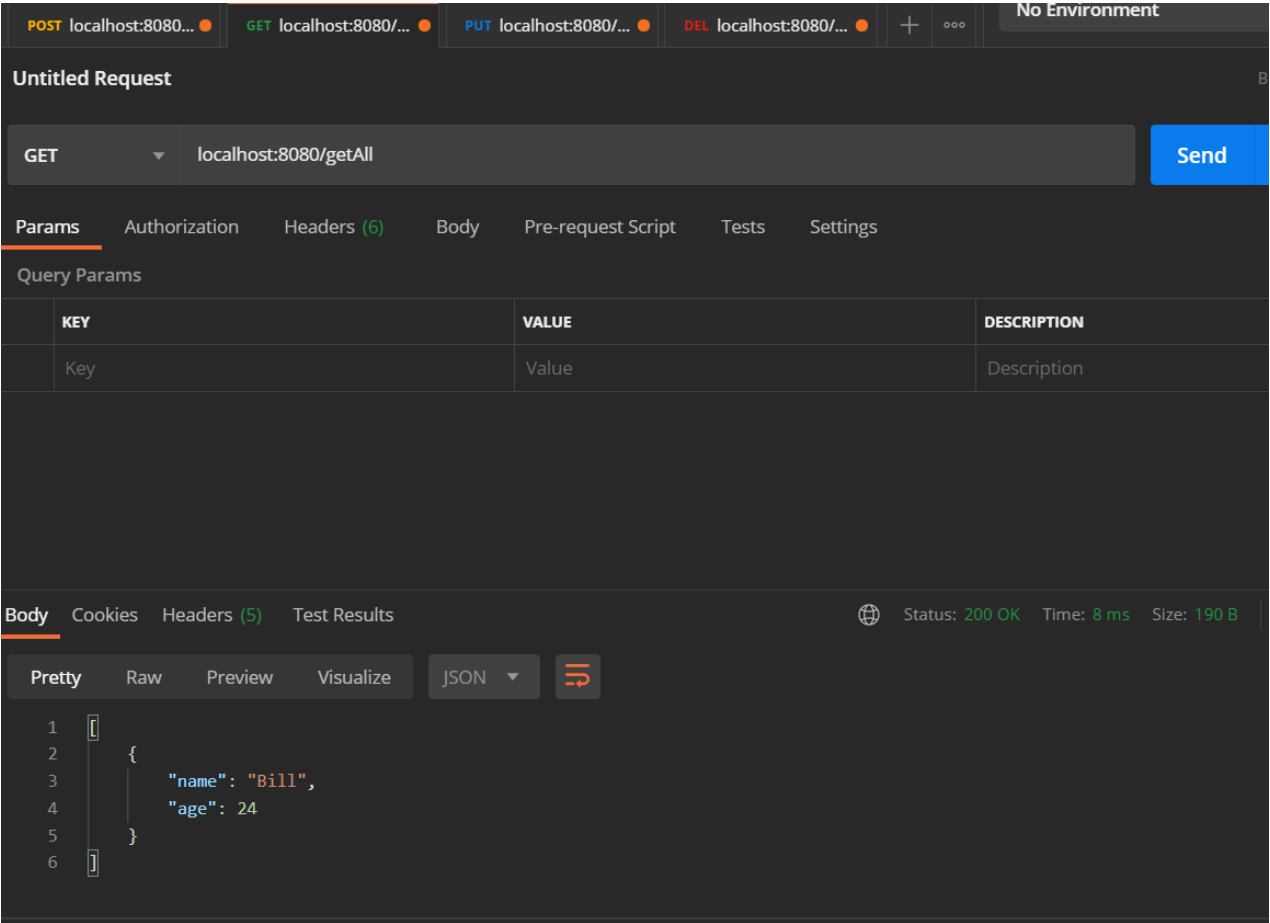 POST localhost:8080... GET localhost:8080/... PUT localhost:8080/... DEL localhost:8080/... No Environment
Untitled Request B
GET localhost:8080/getAll Send
Params Authorization Headers (6) Body Pre-request Script Tests Settings
Query Params
KEY VALUE DESCRIPTION
Key Value Description
Body Cookies Headers (5) Test Results Status: 200 OK Time: 8 ms Size: 190 B
Pretty Raw Preview Visualize JSON
1 [
2 {
3 "name": "Bill",
4 "age": 24
5 }
6 ]